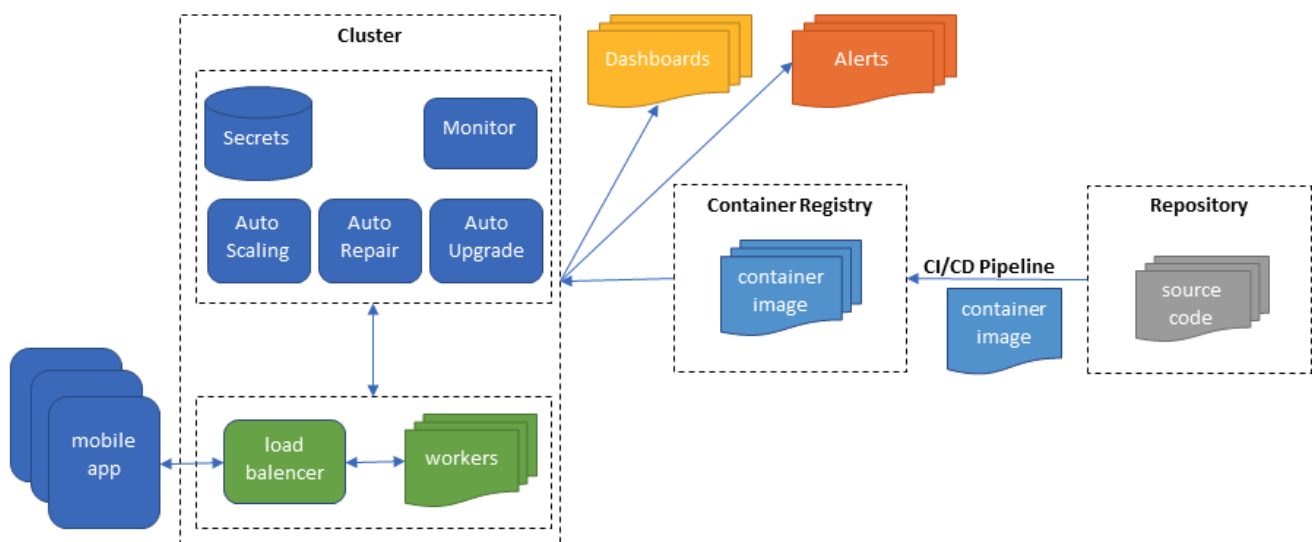 Cluster
Secrets
Monitor
Auto
Scaling
Auto
Repair
Auto
Upgrade
load
balencer
workers
mobile
app
Dashboards
Alerts
Container Registry
container
image
CI/CD Pipeline
container
image
Repository
source
code